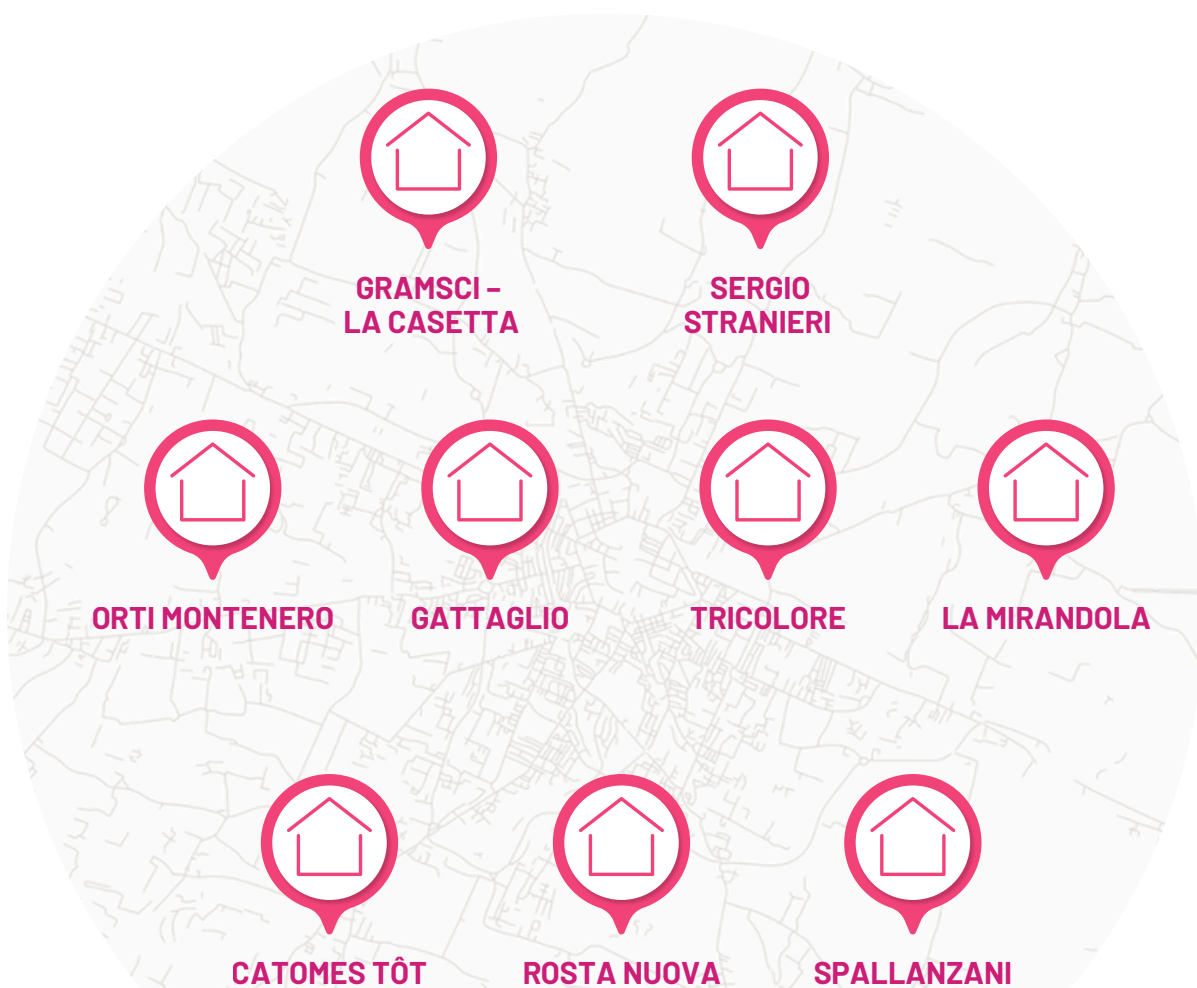 GRAMSCI –
LA CASETTA
SERGIO
STRANIERI
ORTI MONTENERO
GATTAGLIO
TRICOLORE
LA MIRANDOLA
CATOMES TÔT
ROSTA NUOVA
SPALLANZANI